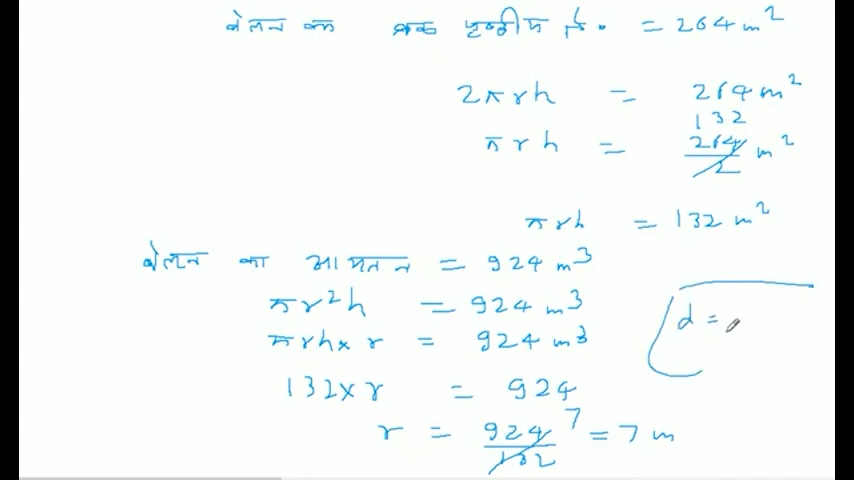 बेलन का वक्र पृष्ठीय क्षे. = 264 m²
2πrh = 264 m²
132
πrh = 264/2 m²
πrh = 132 m²
बेलन का आयतन = 924 m³
πr²h = 924 m³
πrh× r = 924 m³
d =
132× r = 924
r = 924/132 7 = 7 m